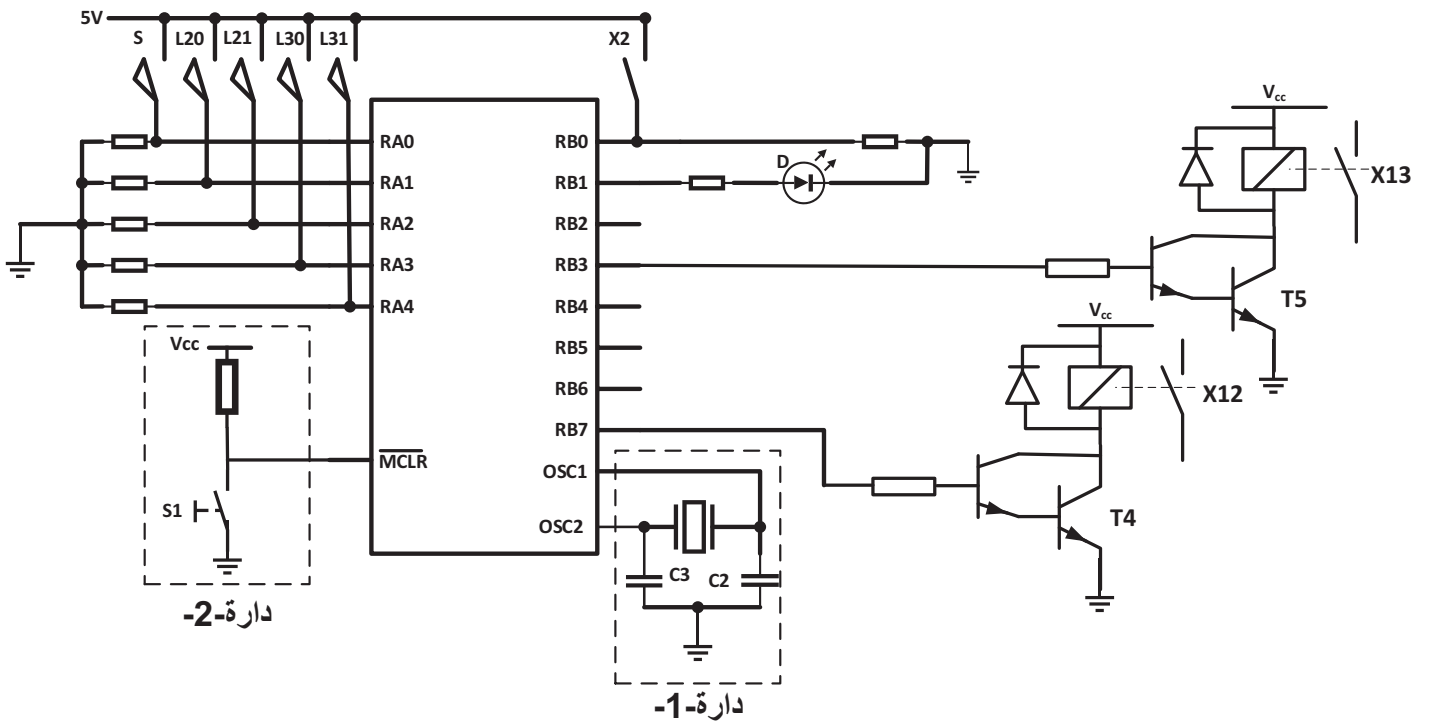 5V
S L20 L21 L30 L31 X2
RA0 RB0
RA1 RB1 D
RA2 RB2
RA3 RB3
RA4 RB4
RB5
RB6
RB7
MCLR OSC1
OSC2
Vcc
S1
دارة-2-
C3 C2
دارة-1-
Vcc
X13
T5
Vcc
X12
T4